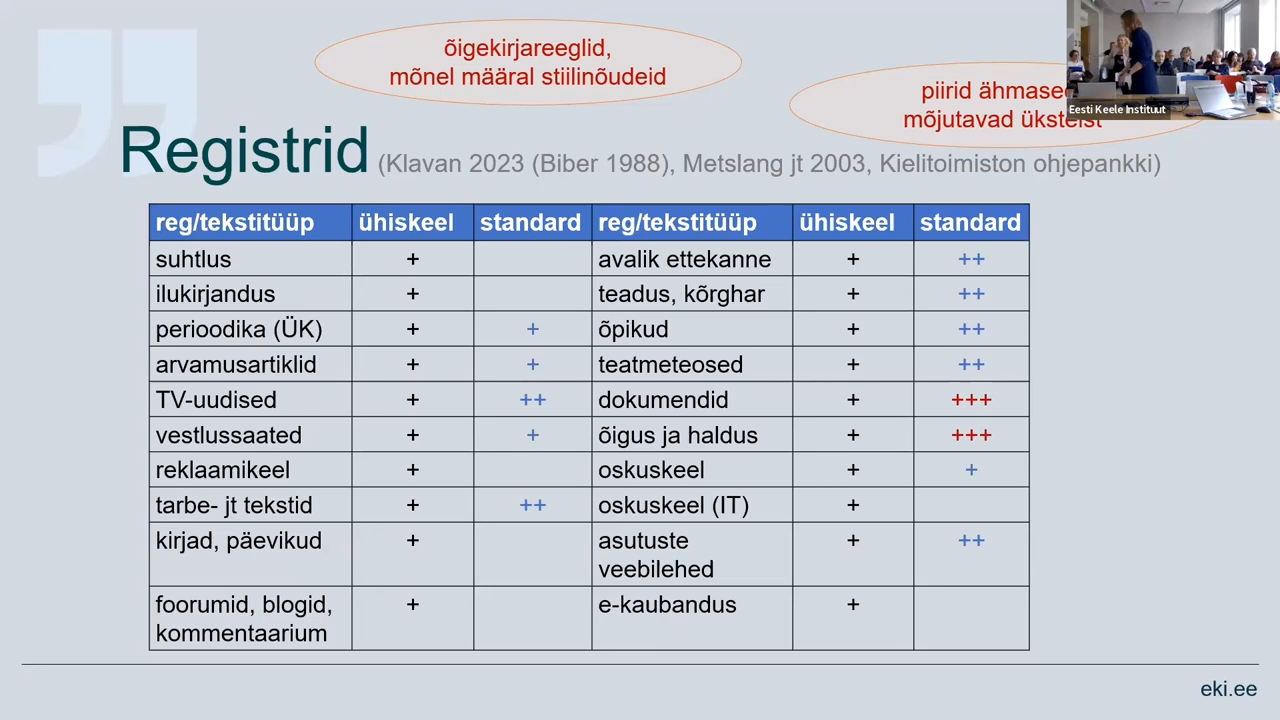 õigekirjareeglid,
mõnel määral stiilinõudeid
piirid ähmased
mõjutavad üksteist
Eesti Keele Instituut
Registrid (Klavan 2023 (Biber 1988), Metslang jt 2003, Kielitoimiston ohjepankki)
reg/tekstitüüp ühiskeel standard reg/tekstitüüp ühiskeel standard
suhtlus + avalik ettekanne + ++
ilukirjandus + teadus, kõrghar + ++
perioodika (ÜK) + + õpikud + ++
arvamusartiklid + + teatmeteosed + ++
TV-uudised + ++ dokumendid + +++
vestlussaated + + õigus ja haldus + +++
reklaamikeel + oskuskeel + +
tarbe- jt tekstid + ++ oskuskeel (IT) +
kirjad, päevikud + asutuste + ++
veebilehed
foorumid, blogid, + e-kaubandus +
kommentaarium
eki.ee